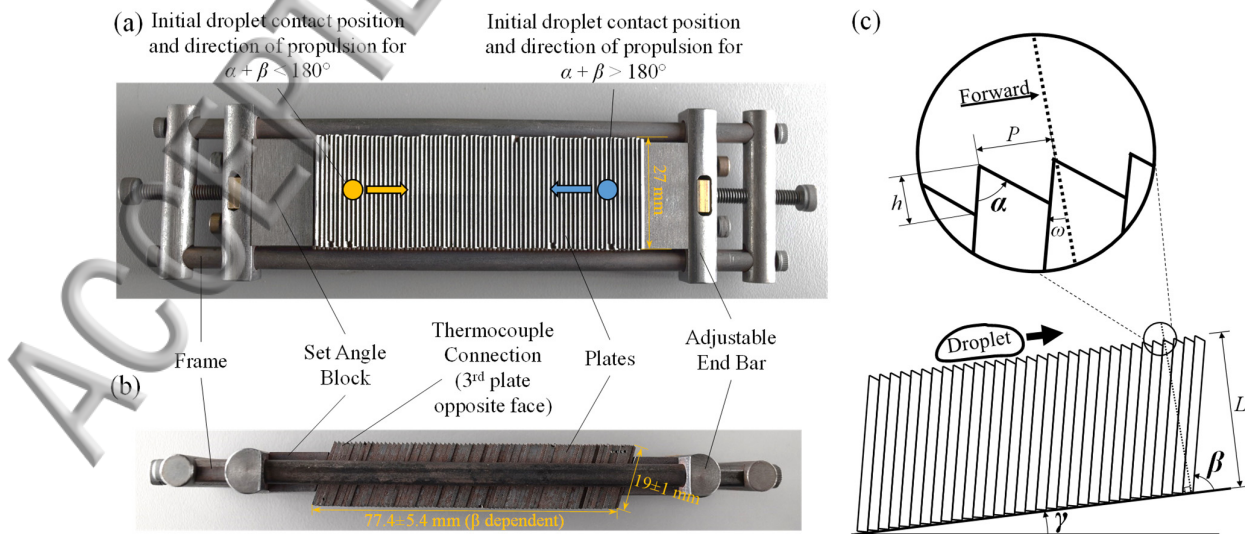 (a)
Initial droplet contact position
and direction of propulsion for
α + β < 180°
Initial droplet contact position
and direction of propulsion for
α + β > 180°
27 mm
Frame
Set Angle
Block
Thermocouple
Connection
(3rd plate
opposite face)
Plates
Adjustable
End Bar
(b)
19±1 mm
77.4±5.4 mm (β dependent)
(c)
Forward
P
h
α
ω
Droplet
L
β
γ
ACCEPTE